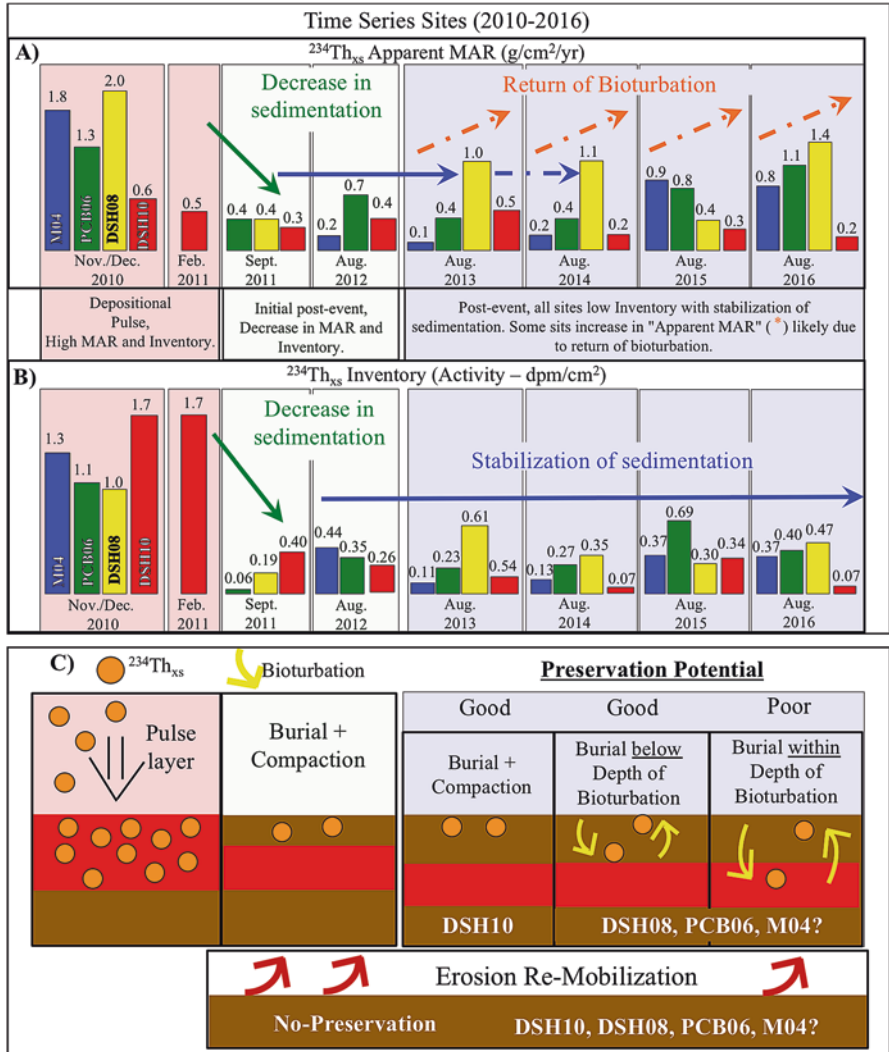 Time Series Sites (2010-2016)
A)
²³⁴Thₓₛ Apparent MAR (g/cm²/yr)
Decrease in
sedimentation
Return of Bioturbation
1.8
1.3
2.0
0.6
M04
PCB06
DSH08
DSH10
0.5
0.4
0.4
0.3
0.2
0.7
0.4
0.1
0.4
1.0
0.5
0.2
0.4
1.1
0.2
0.9
0.8
0.4
0.3
0.8
1.1
1.4
0.2
Nov./Dec.
2010
Feb.
2011
Sept.
2011
Aug.
2012
Aug.
2013
Aug.
2014
Aug.
2015
Aug.
2016
Depositional
Pulse,
High MAR and Inventory.
Initial post-event,
Decrease in MAR and
Inventory.
Post-event, all sites low Inventory with stabilization of
sedimentation. Some sits increase in "Apparent MAR" ( * ) likely due
to return of bioturbation.
B)
²³⁴Thₓₛ Inventory (Activity – dpm/cm²)
Decrease in
sedimentation
Stabilization of sedimentation
1.3
1.1
1.0
1.7
M04
PCB06
DSH08
DSH10
1.7
0.06
0.19
0.40
0.44
0.35
0.26
0.11
0.23
0.61
0.54
0.13
0.27
0.35
0.07
0.37
0.69
0.30
0.34
0.37
0.40
0.47
0.07
Nov./Dec.
2010
Feb.
2011
Sept.
2011
Aug.
2012
Aug.
2013
Aug.
2014
Aug.
2015
Aug.
2016
C)
²³⁴Thₓₛ
Bioturbation
Preservation Potential
Good
Good
Poor
Pulse
layer
Burial +
Compaction
Burial +
Compaction
Burial below
Depth of
Bioturbation
Burial within
Depth of
Bioturbation
DSH10
DSH08, PCB06, M04?
Erosion Re-Mobilization
No-Preservation
DSH10, DSH08, PCB06, M04?